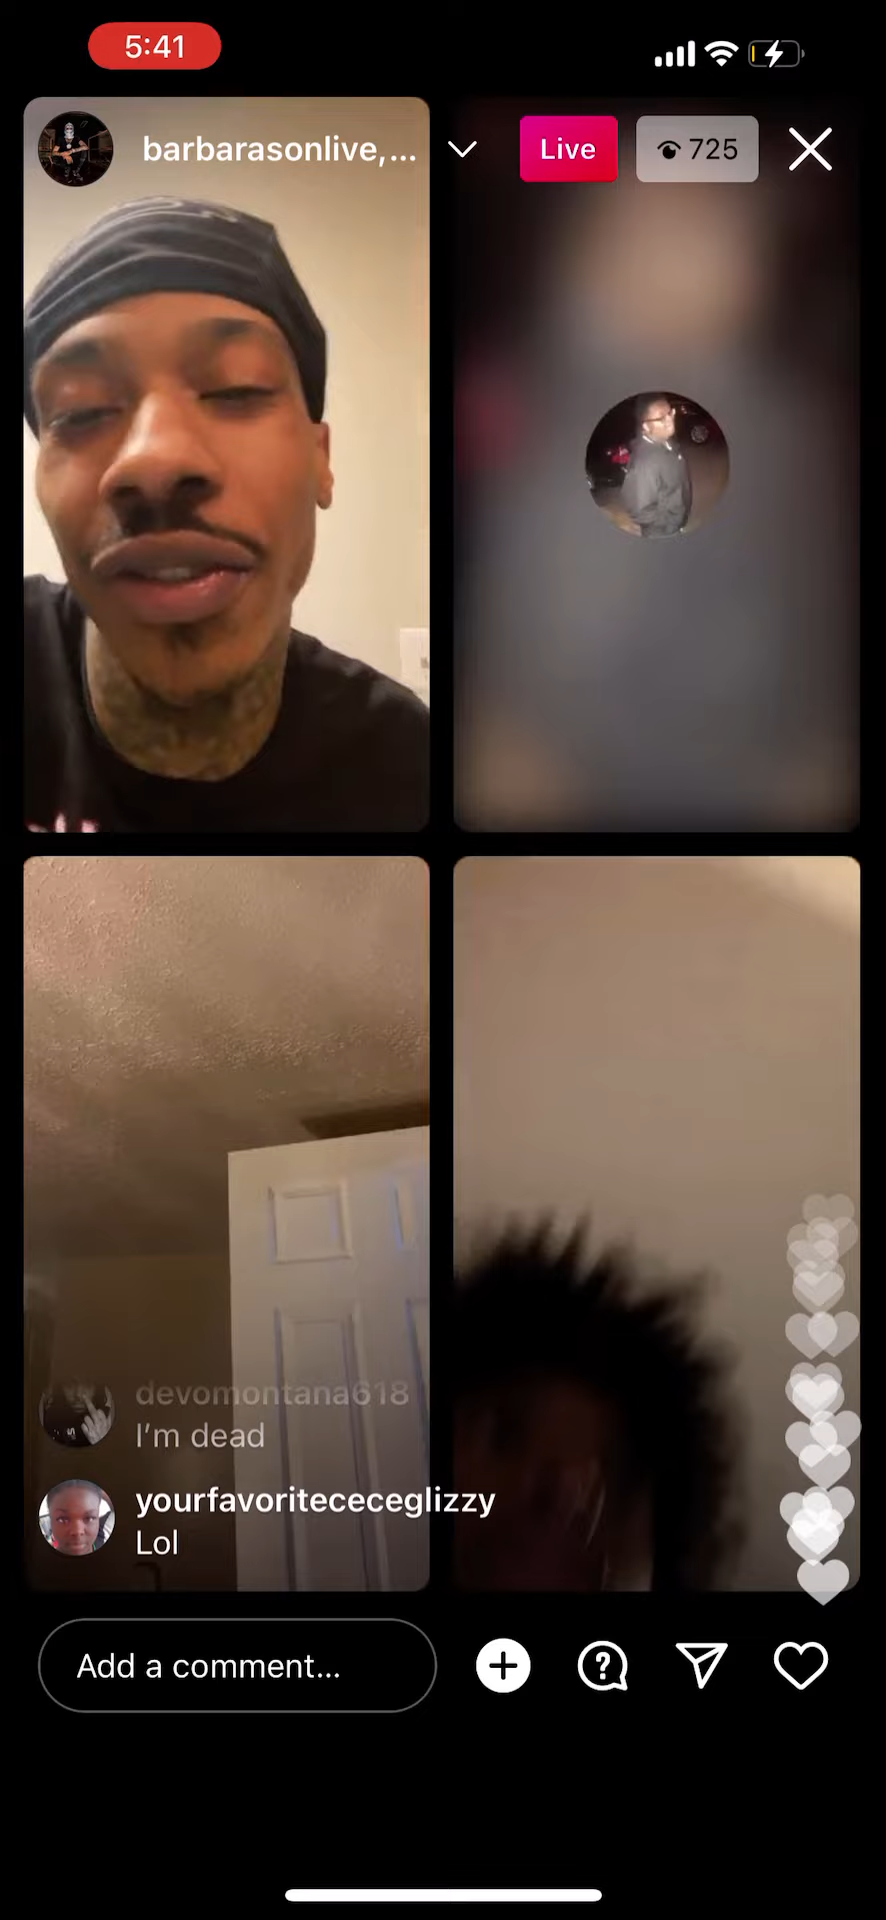 5:41
barbarasonlive,...
Live
725
devomontana618
I'm dead
yourfavoritececeglizzy
Lol
Add a comment...